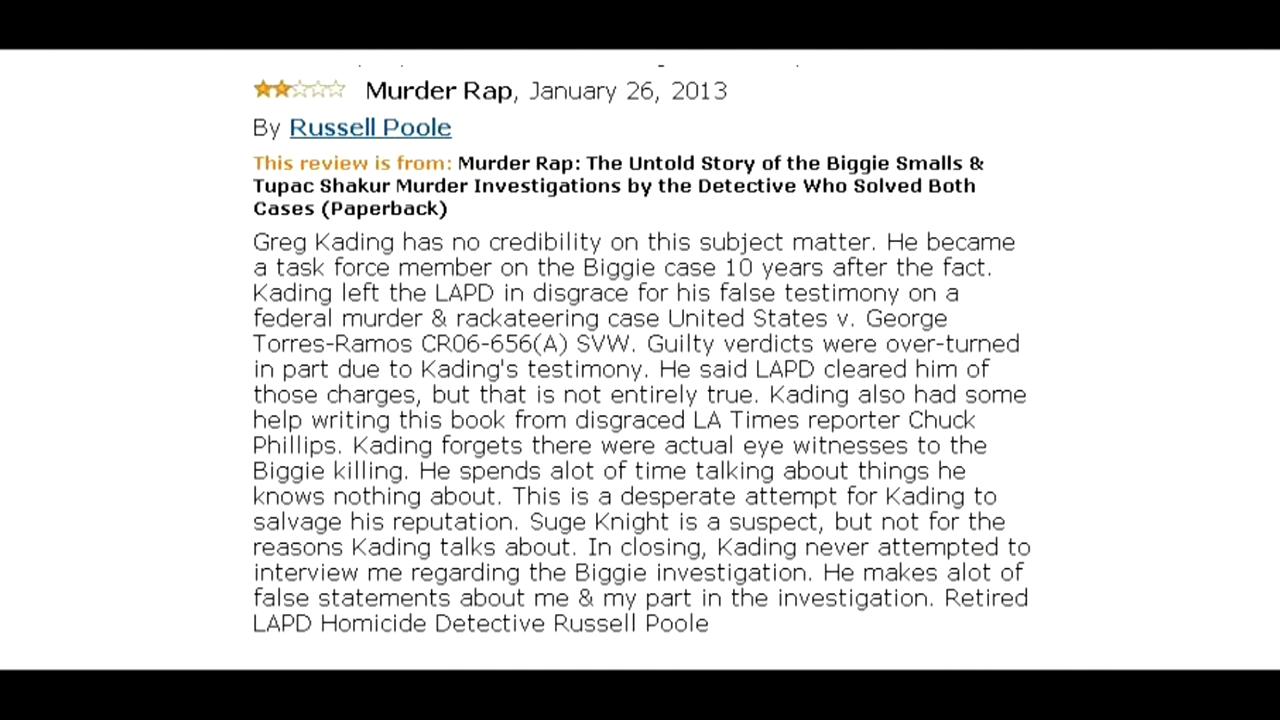 Murder Rap, January 26, 2013
By Russell Poole
This review is from: Murder Rap: The Untold Story of the Biggie Smalls &
Tupac Shakur Murder Investigations by the Detective Who Solved Both
Cases (Paperback)
Greg Kading has no credibility on this subject matter. He became
a task force member on the Biggie case 10 years after the fact.
Kading left the LAPD in disgrace for his false testimony on a
federal murder & rackateering case United States v. George
Torres-Ramos CR06-656(A) SVW. Guilty verdicts were over-turned
in part due to Kading's testimony. He said LAPD cleared him of
those charges, but that is not entirely true. Kading also had some
help writing this book from disgraced LA Times reporter Chuck
Phillips. Kading forgets there were actual eye witnesses to the
Biggie killing. He spends alot of time talking about things he
knows nothing about. This is a desperate attempt for Kading to
salvage his reputation. Suge Knight is a suspect, but not for the
reasons Kading talks about. In closing, Kading never attempted to
interview me regarding the Biggie investigation. He makes alot of
false statements about me & my part in the investigation. Retired
LAPD Homicide Detective Russell Poole